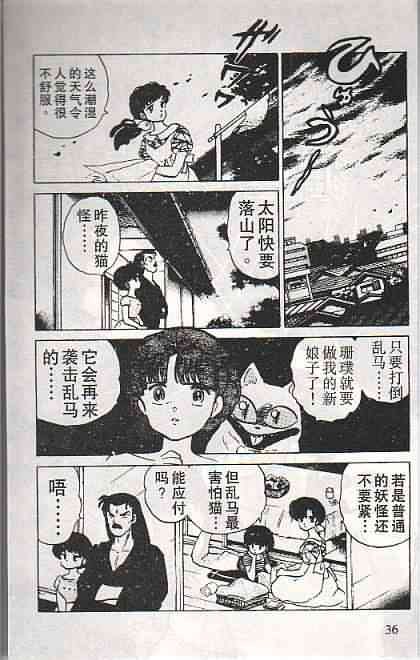 ひゅ
う
这么潮湿
的天气令
人觉得很
不舒服。
太阳快要
落山了。
昨夜的猫
怪……
只要打倒
乱马……
珊璞就要
做我的新
娘子了！
它会再来
袭击乱马
的……
若是普通
的妖怪还
不要紧…
但乱马最
害怕猫…
能应付
吗？
唔……
36